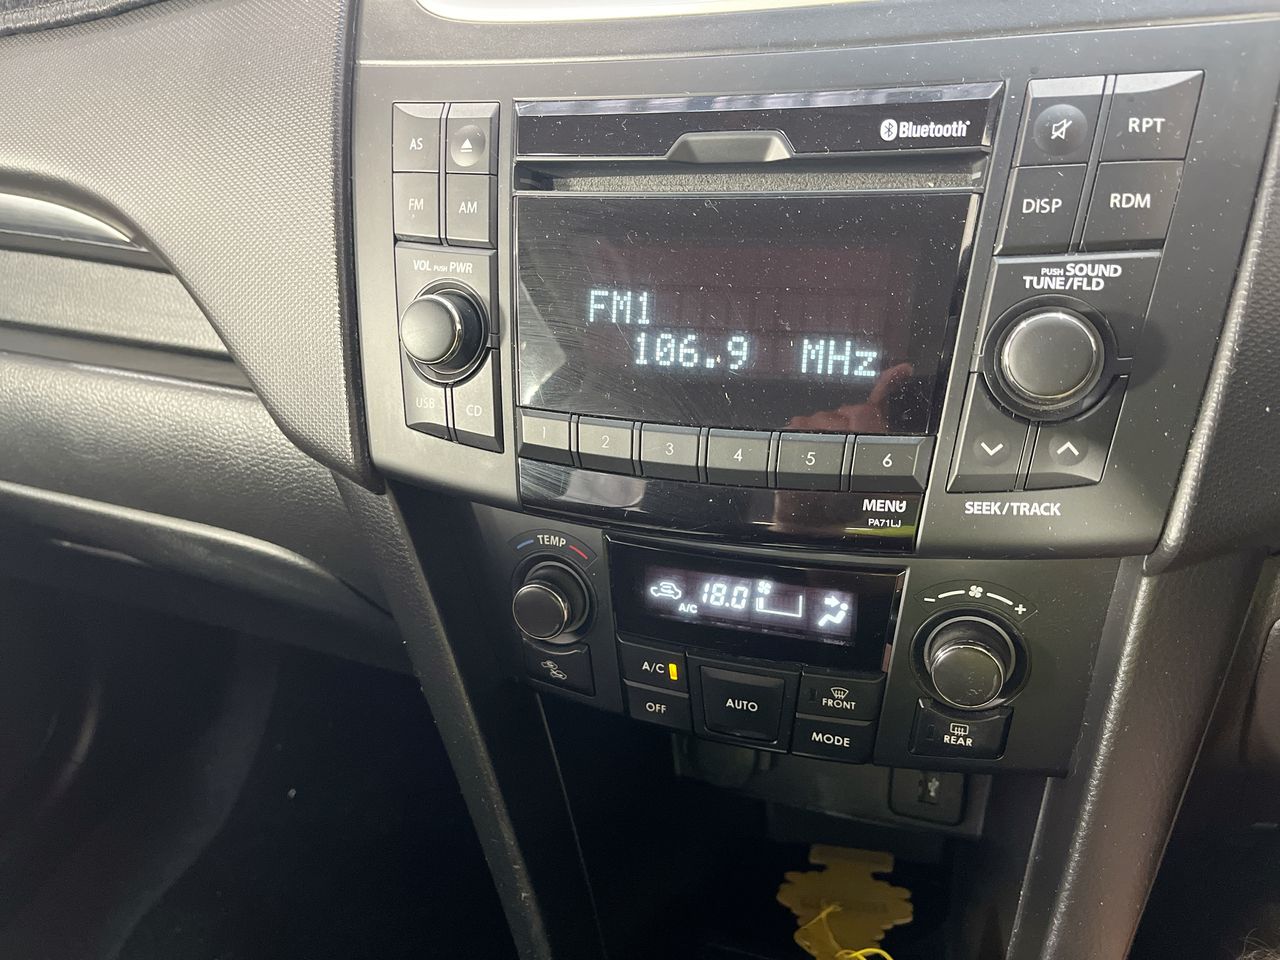 AS
FM
AM
VOL PUSH PWR
USB
CD
Bluetooth
FM1
106.9 MHz
1 2 3 4 5 6
MENU
PA71LJ
RPT
DISP
RDM
PUSH SOUND
TUNE/FLD
SEEK/TRACK
TEMP
18.0
A/C
A/C
OFF
AUTO
FRONT
MODE
- +
REAR